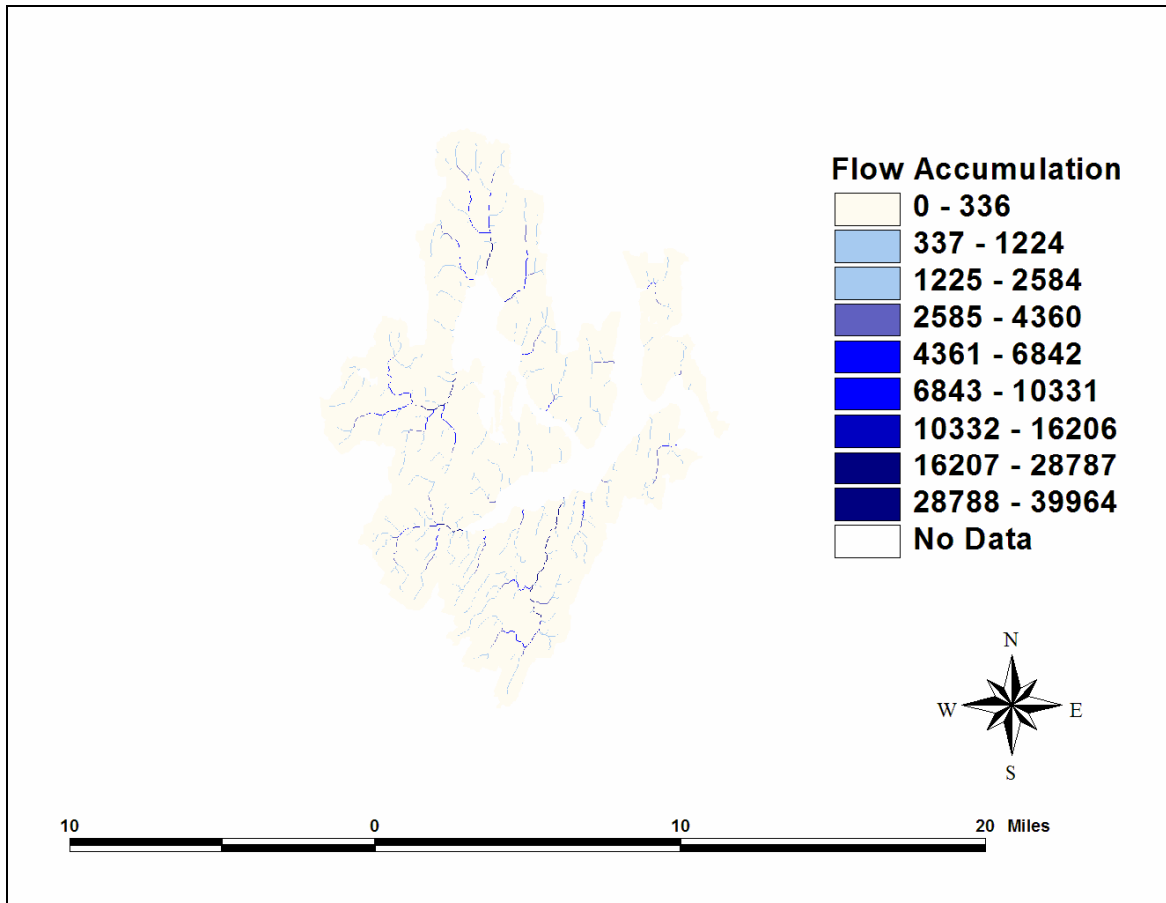 Flow Accumulation
0 - 336
337 - 1224
1225 - 2584
2585 - 4360
4361 - 6842
6843 - 10331
10332 - 16206
16207 - 28787
28788 - 39964
No Data
N
W E
S
10 0 10 20 Miles